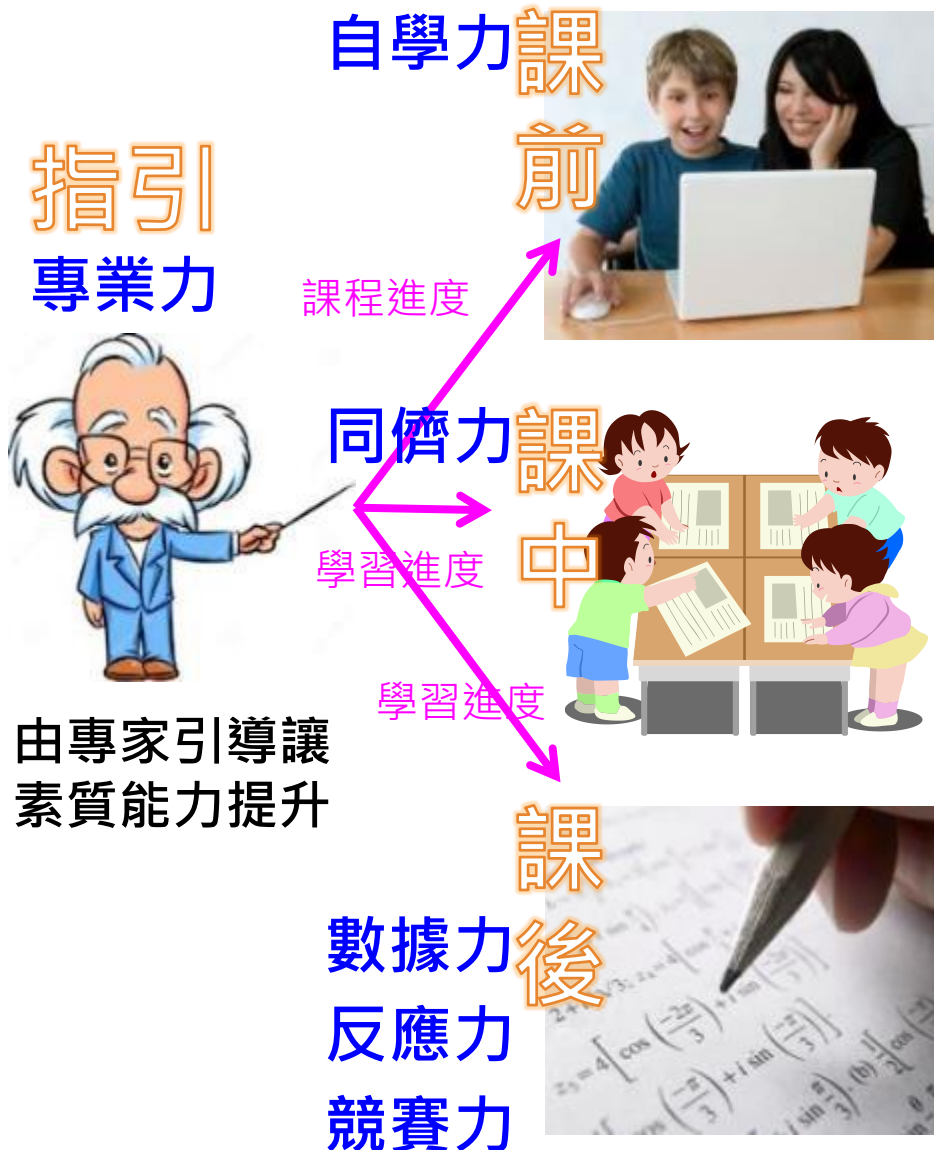 指引
專業力
由專家引導讓
素質能力提升
課程進度
學習進度
學習進度
自學力
課前
同儕力
課中
課後
數據力
反應力
競賽力